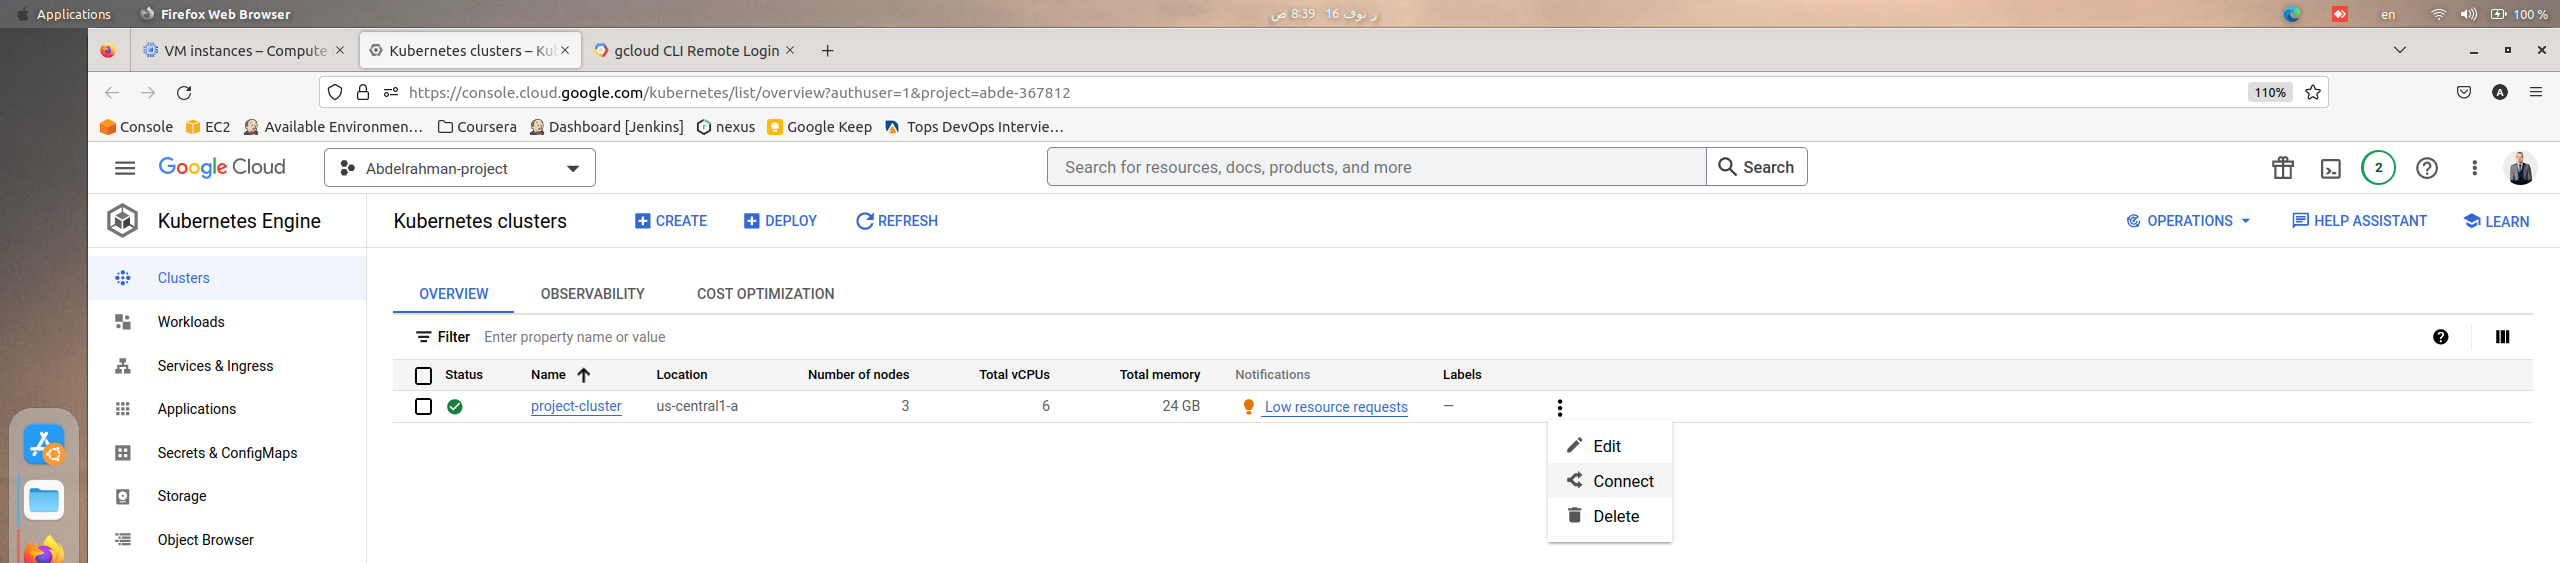 Applications Firefox Web Browser ر نوف 16 8:39 ص en 100 %
VM instances – Compute Kubernetes clusters – Ku gcloud CLI Remote Login
https://console.cloud.google.com/kubernetes/list/overview?authuser=1&project=abde-367812 110% A
Console EC2 Available Environmen… Coursera Dashboard [Jenkins] nexus Google Keep Tops DevOps Intervie…
Google Cloud Abdelrahman-project Search for resources, docs, products, and more Search 2
Kubernetes Engine Kubernetes clusters CREATE DEPLOY REFRESH OPERATIONS HELP ASSISTANT LEARN
Clusters
OVERVIEW OBSERVABILITY COST OPTIMIZATION
Workloads
Filter Enter property name or value
Services & Ingress
Status Name Location Number of nodes Total vCPUs Total memory Notifications Labels
Applications
project-cluster us-central1-a 3 6 24 GB Low resource requests —
Edit
Secrets & ConfigMaps
Connect
Storage
Delete
Object Browser